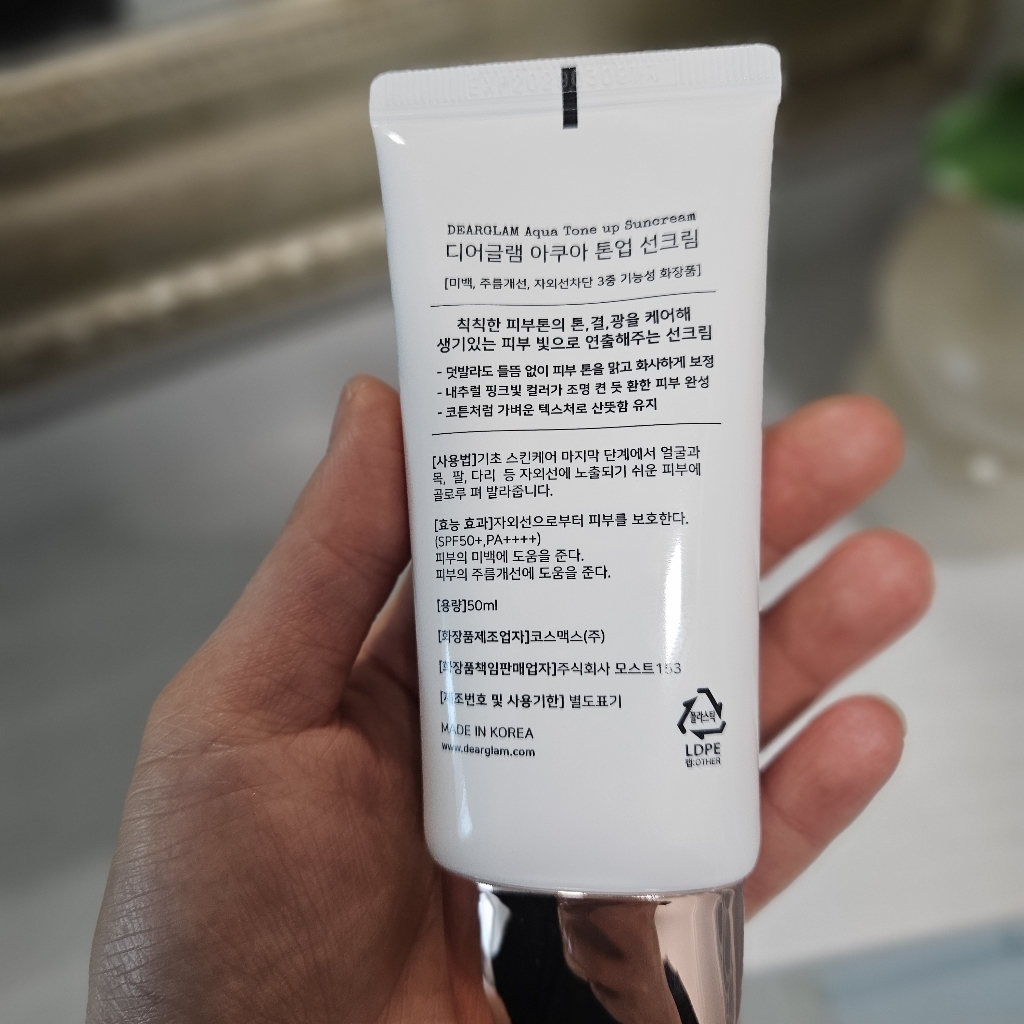 DEARGLAM Aqua Tone up Suncream
디어글램 아쿠아 톤업 선크림
[미백, 주름개선, 자외선차단 3중 기능성 화장품]
칙칙한 피부톤의 톤,결,광을 케어해
생기있는 피부 빛으로 연출해주는 선크림
- 덧발라도 들뜸 없이 피부 톤을 맑고 화사하게 보정
- 내추럴 핑크빛 컬러가 조명 켠 듯 환한 피부 완성
- 코튼처럼 가벼운 텍스처로 산뜻함 유지
[사용법]기초 스킨케어 마지막 단계에서 얼굴과
목, 팔, 다리 등 자외선에 노출되기 쉬운 피부에
골로루 펴 발라줍니다.
[효능 효과]자외선으로부터 피부를 보호한다.
(SPF50+,PA++++)
피부의 미백에 도움을 준다.
피부의 주름개선에 도움을 준다.
[용량]50ml
[화장품제조업자]코스맥스(주)
[화장품책임판매업자]주식회사 모스트153
[제조번호 및 사용기한] 별도표기
MADE IN KOREA
www.dearglam.com
플라스틱
LDPE
캡:OTHER